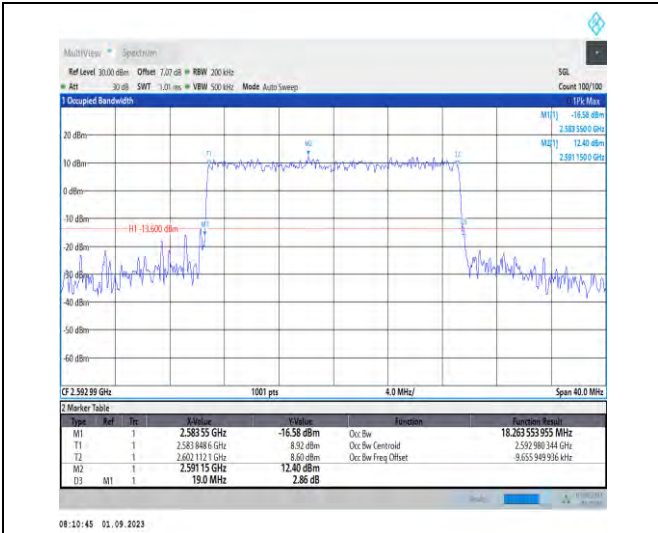 MultiView Spectrum
Ref Level 30.00 dBm Offset 7.07 dB RBW 200 kHz SGL
Att 30 dB SWT 1.01 ms VBW 500 kHz Mode Auto Sweep Count 100/100
1 Occupied Bandwidth 1Pk Max
M1[1] -16.58 dBm
2.583 550 0 GHz
20 dBm M2[1] 12.40 dBm
2.591 150 0 GHz
M2
T1
10 dBm
0 dBm
-10 dBm
H1 -13.600 dBm
-20 dBm
-30 dBm
-40 dBm
-50 dBm
-60 dBm
CF 2.592 99 GHz 1001 pts 4.0 MHz/ Span 40.0 MHz
2 Marker Table
Type Ref Trc X-Value Y-Value Function Function Result
M1 1 2.583 55 GHz -16.58 dBm Occ Bw 18.263 553 955 MHz
T1 1 2.583 848 6 GHz 8.92 dBm Occ Bw Centroid 2.592 980 344 GHz
T2 1 2.602 112 1 GHz 8.60 dBm Occ Bw Freq Offset -9.655 949 936 kHz
M2 1 2.591 15 GHz 12.40 dBm
D3 M1 1 19.0 MHz 2.86 dB
08:10:45 01.09.2023